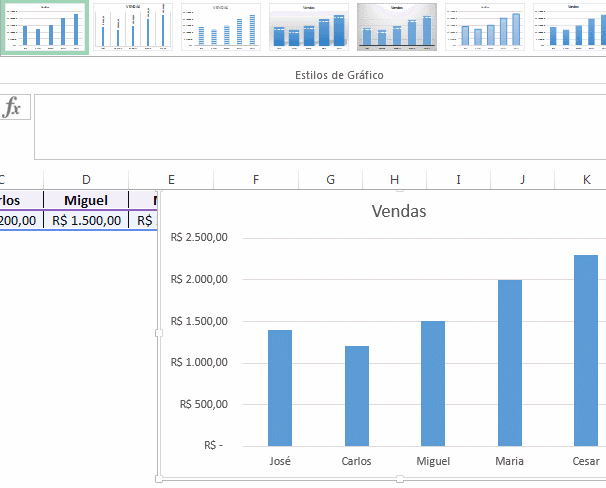 Estilos de Gráfico
fx
C D E F G H I J K
rlos Miguel
200,00 R$ 1.500,00 R$
Vendas
R$ 2.500,00
R$ 2.000,00
R$ 1.500,00
R$ 1.000,00
R$ 500,00
R$ -
José Carlos Miguel Maria Cesar